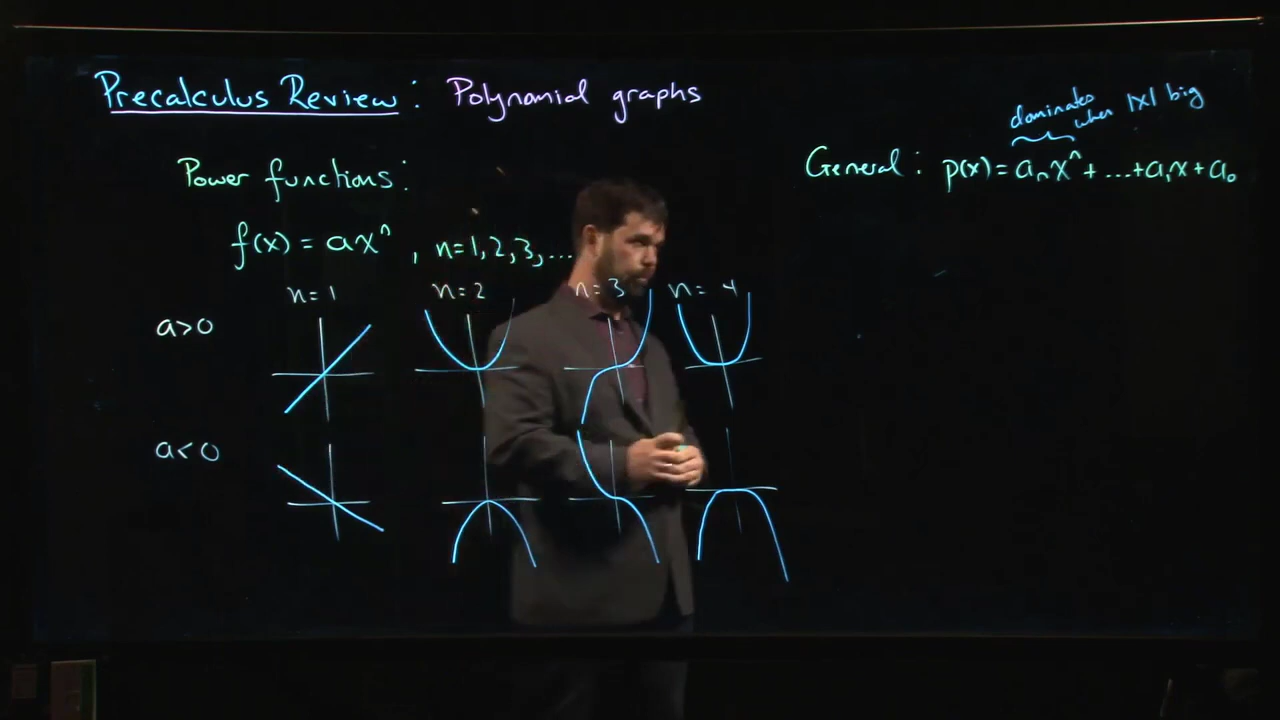 Precalculus Review: Polynomial graphs
dominates when |x| big
Power functions:
General: p(x) = aₙxⁿ + ... + a₁x + a₀
f(x) = axⁿ, n=1,2,3,...
n=1 n=2 n=3 n=4
a>0
a<0